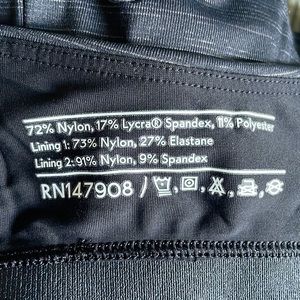 72% Nylon, 17% Lycra® Spandex, 11% Polyester
Lining 1: 73% Nylon, 27% Elastane
Lining 2: 91% Nylon, 9% Spandex
RN147908 /